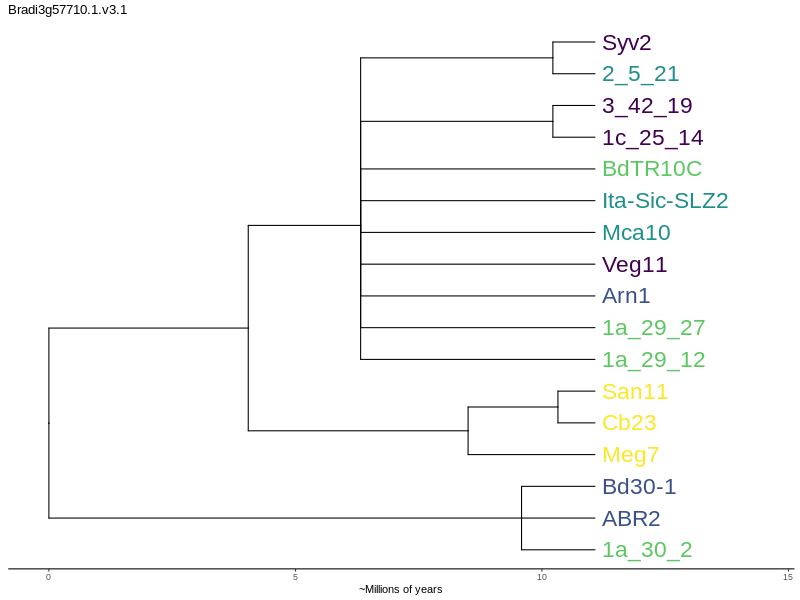 Bradi3g57710.1.v3.1
Syv2
2_5_21
3_42_19
1c_25_14
BdTR10C
Ita-Sic-SLZ2
Mca10
Veg11
Arn1
1a_29_27
1a_29_12
San11
Cb23
Meg7
Bd30-1
ABR2
1a_30_2
0 5 10 15
~Millions of years